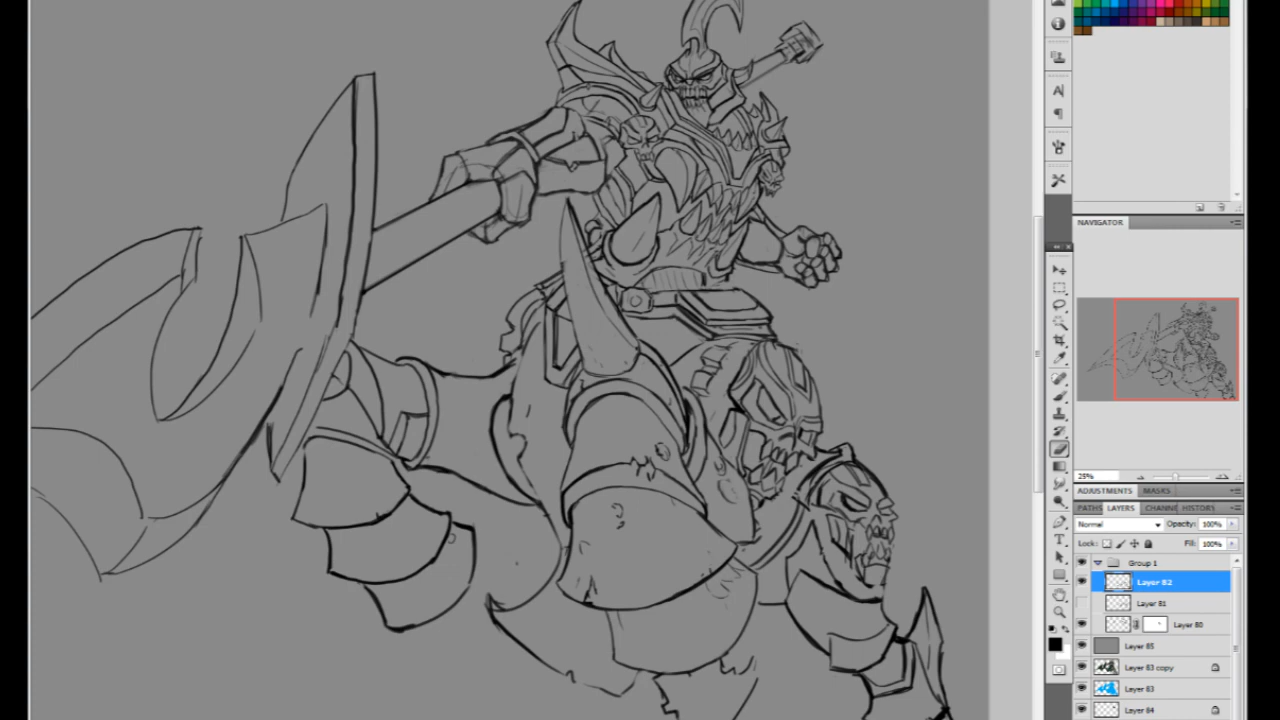 NAVIGATOR
25%
ADJUSTMENTS MASKS
PATHS LAYERS CHANNE HISTORY
Normal Opacity: 100%
Lock: Fill: 100%
Group 1
Layer 82
Layer 81
Layer 80
Layer 85
Layer 83 copy
Layer 83
Layer 84